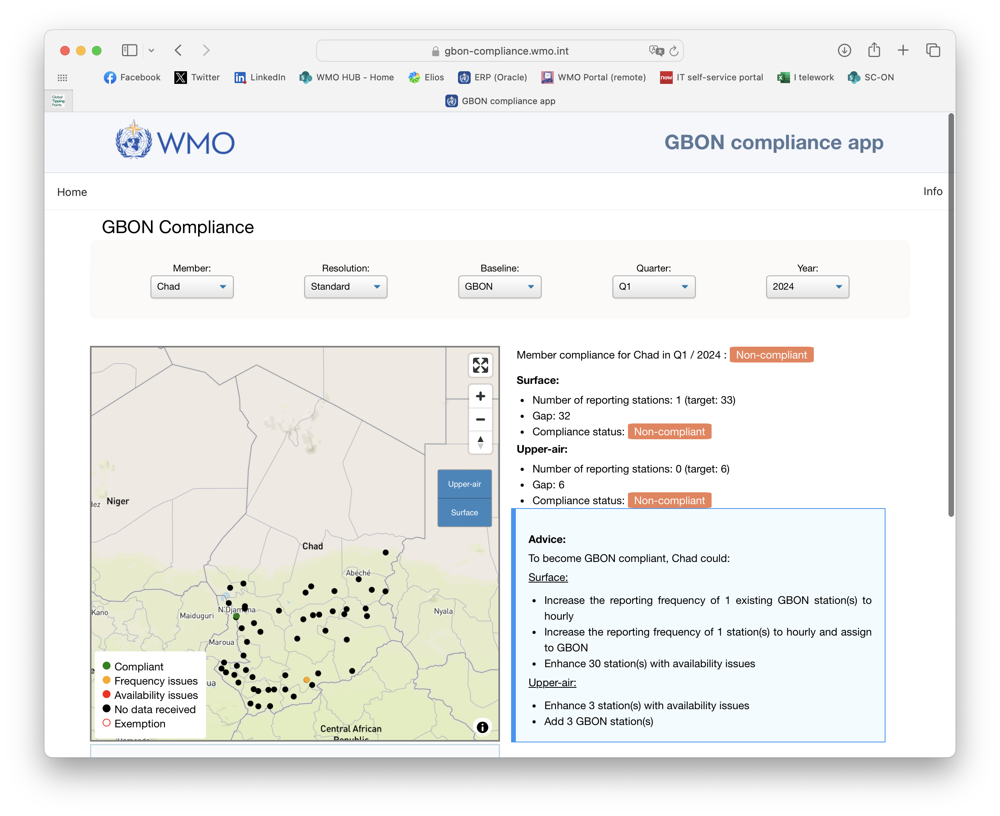 gbon-compliance.wmo.int
Facebook
Twitter
LinkedIn
WMO HUB - Home
Elios
ERP (Oracle)
WMO Portal (remote)
now
IT self-service portal
I telework
SC-ON
Global
Tipping
Points
GBON compliance app
WMO
GBON compliance app
Home
Info
GBON Compliance
Member:
Chad
Resolution:
Standard
Baseline:
GBON
Quarter:
Q1
Year:
2024
Upper-air
Surface
Niger
dez
Chad
Abéché
Kano
Maiduguri
N'Djamena
Nyala
Maroua
oua
Central African
Republic
Compliant
Frequency issues
Availability issues
No data received
Exemption
Member compliance for Chad in Q1 / 2024 : Non-compliant
Surface:
• Number of reporting stations: 1 (target: 33)
• Gap: 32
• Compliance status: Non-compliant
Upper-air:
• Number of reporting stations: 0 (target: 6)
• Gap: 6
• Compliance status: Non-compliant
Advice:
To become GBON compliant, Chad could:
Surface:
• Increase the reporting frequency of 1 existing GBON station(s) to
hourly
• Increase the reporting frequency of 1 station(s) to hourly and assign
to GBON
• Enhance 30 station(s) with availability issues
Upper-air:
• Enhance 3 station(s) with availability issues
• Add 3 GBON station(s)